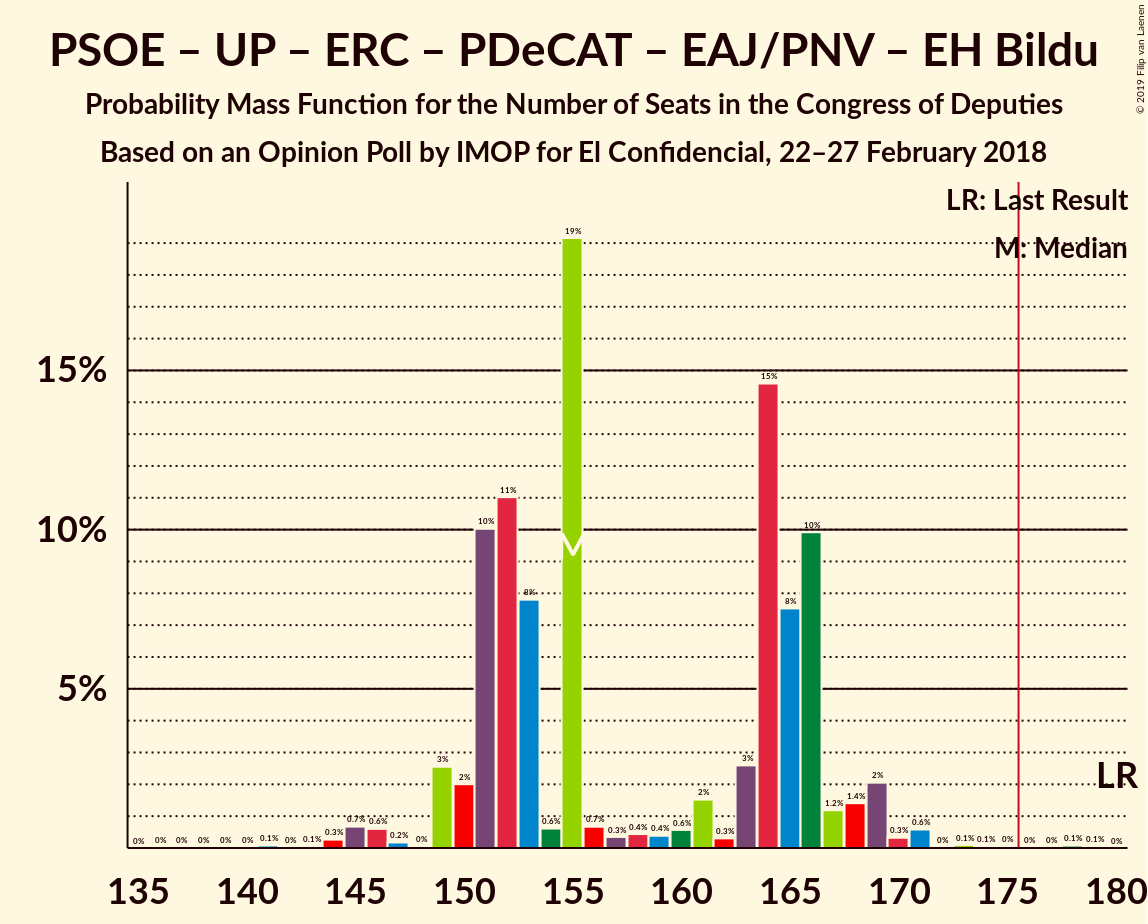 PSOE – UP – ERC – PDeCAT – EAJ/PNV – EH Bildu
Probability Mass Function for the Number of Seats in the Congress of Deputies
Based on an Opinion Poll by IMOP for El Confidencial, 22–27 February 2018
© 2019 Filip van Laenen
LR: Last Result
M: Median
15%
10%
5%
0% 0% 0% 0% 0% 0% 0.1% 0% 0.1% 0.3% 0.7% 0.6% 0.2% 0% 3% 2% 10% 11% 8% 0.6% 19% 0.7% 0.3% 0.4% 0.4% 0.6% 2% 0.3% 3% 15% 8% 10% 1.2% 1.4% 2% 0.3% 0.6% 0% 0.1% 0.1% 0% 0% 0% 0.1% 0.1% 0%
LR
135 140 145 150 155 160 165 170 175 180